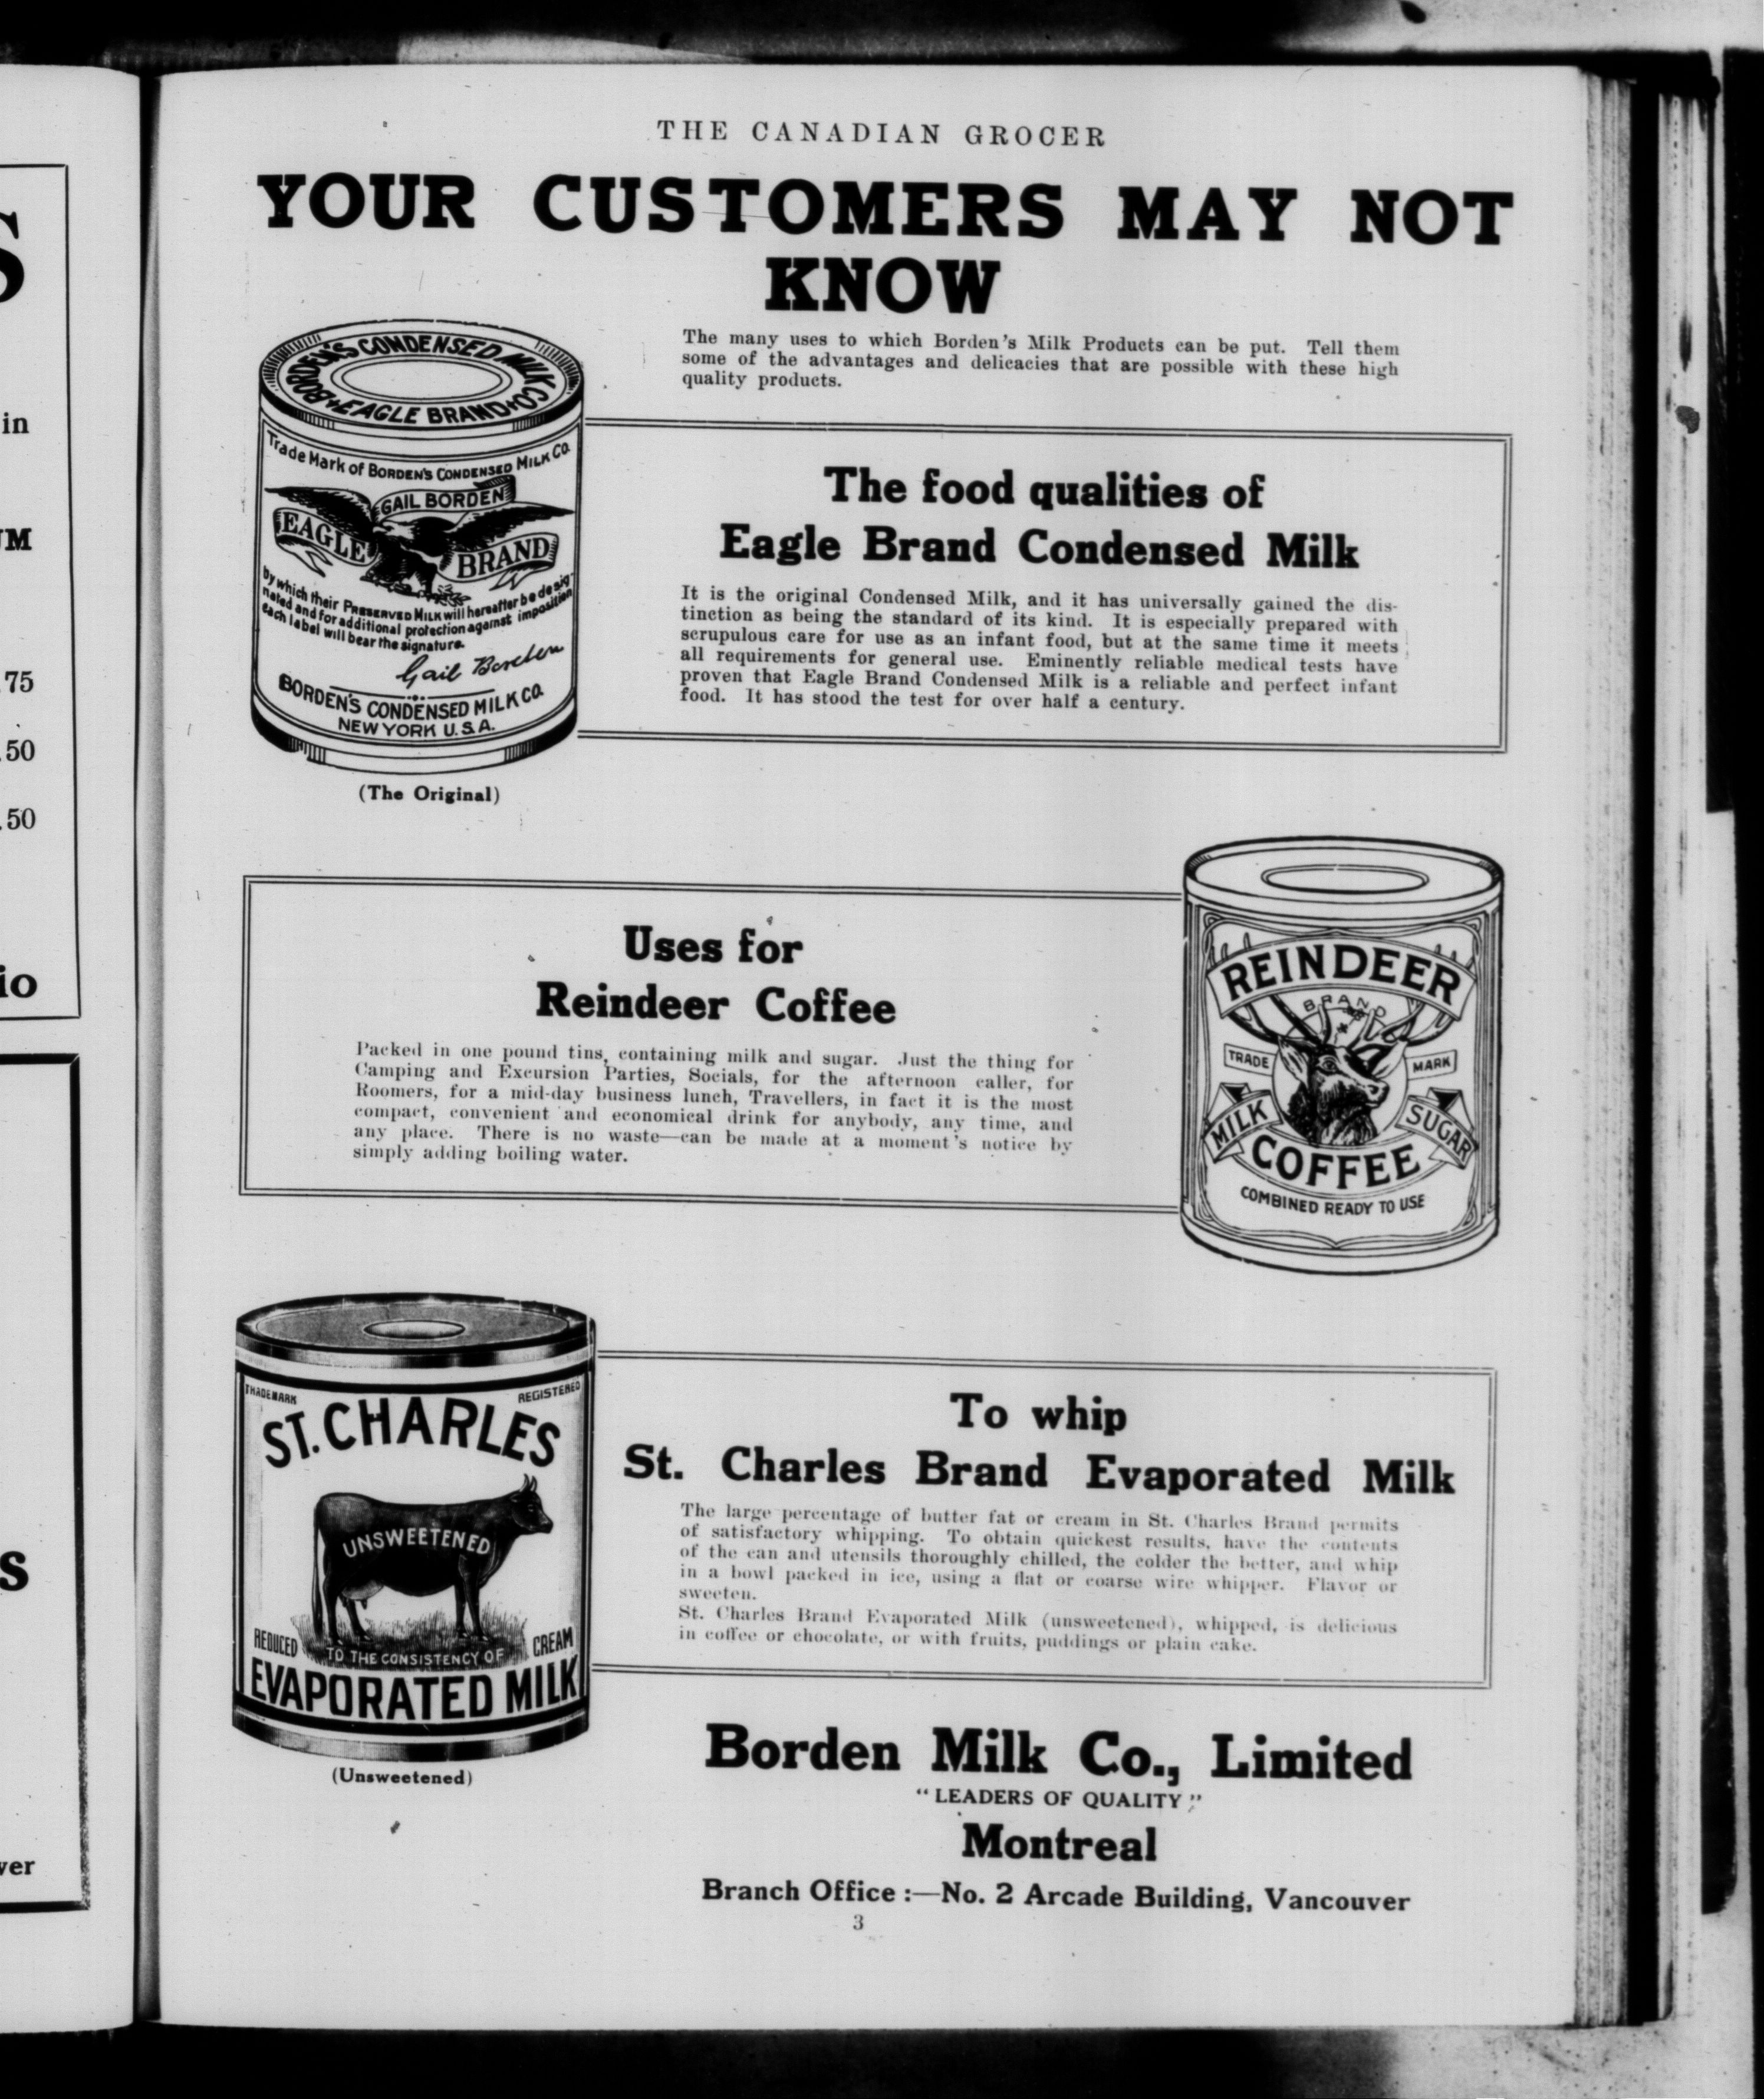 S
in
UM
.75
.50
.50
io
s
ver
THE CANADIAN GROCER
YOUR CUSTOMERS MAY NOT
KNOW
The many uses to which Borden's Milk Products can be put. Tell them
some of the advantages and delicacies that are possible with these high
quality products.
BORDEN'S CONDENSED MILK CO
EAGLE BRAND
Trade Mark of BORDEN'S CONDENSED MILK CO.
GAIL BORDEN
EAGLE BRAND
by which their PRESERVED MILK will hereafter be desig-
nated and for additional protection against imposition
each label will bear the signature.
Gail Borden
BORDEN'S CONDENSED MILK CO.
NEW YORK U.S.A.
(The Original)
The food qualities of
Eagle Brand Condensed Milk
It is the original Condensed Milk, and it has universally gained the dis-
tinction as being the standard of its kind. It is especially prepared with
scrupulous care for use as an infant food, but at the same time it meets
all requirements for general use. Eminently reliable medical tests have
proven that Eagle Brand Condensed Milk is a reliable and perfect infant
food. It has stood the test for over half a century.
Uses for
Reindeer Coffee
Packed in one pound tins, containing milk and sugar. Just the thing for
Camping and Excursion Parties, Socials, for the afternoon caller, for
Roomers, for a mid-day business lunch, Travellers, in fact it is the most
compact, convenient and economical drink for anybody, any time, and
any place. There is no waste—can be made at a moment's notice by
simply adding boiling water.
REINDEER
BRAND
TRADE MARK
MILK SUGAR
COFFEE
COMBINED READY TO USE
TRADEMARK REGISTERED
ST. CHARLES
UNSWEETENED
REDUCED TO THE CONSISTENCY OF CREAM
EVAPORATED MILK
(Unsweetened)
To whip
St. Charles Brand Evaporated Milk
The large percentage of butter fat or cream in St. Charles Brand permits
of satisfactory whipping. To obtain quickest results, have the contents
of the can and utensils thoroughly chilled, the colder the better, and whip
in a bowl packed in ice, using a flat or coarse wire whipper. Flavor or
sweeten.
St. Charles Brand Evaporated Milk (unsweetened), whipped, is delicious
in coffee or chocolate, or with fruits, puddings or plain cake.
Borden Milk Co., Limited
"LEADERS OF QUALITY"
Montreal
Branch Office :—No. 2 Arcade Building, Vancouver
3